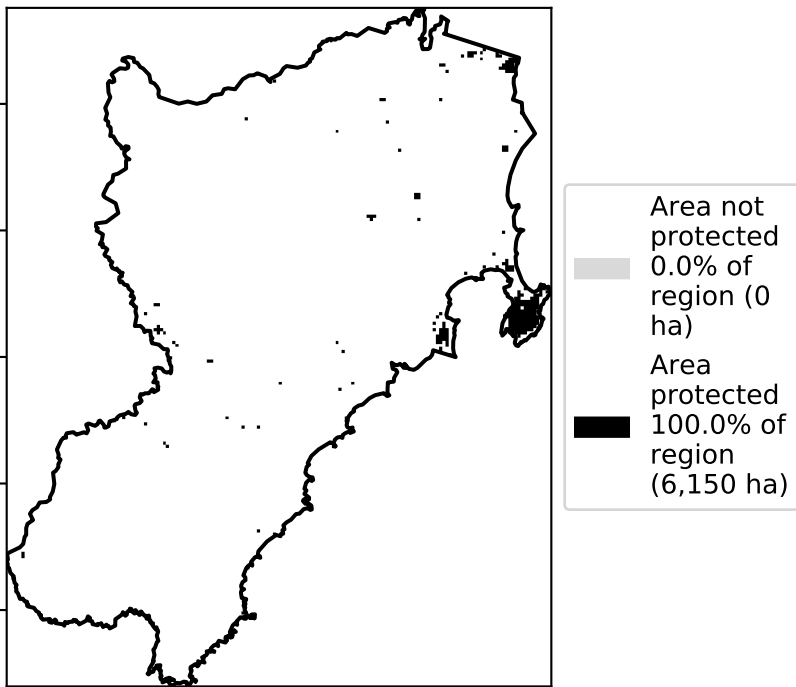 Area not
protected
0.0% of
region (0
ha)
Area
protected
100.0% of
region
(6,150 ha)